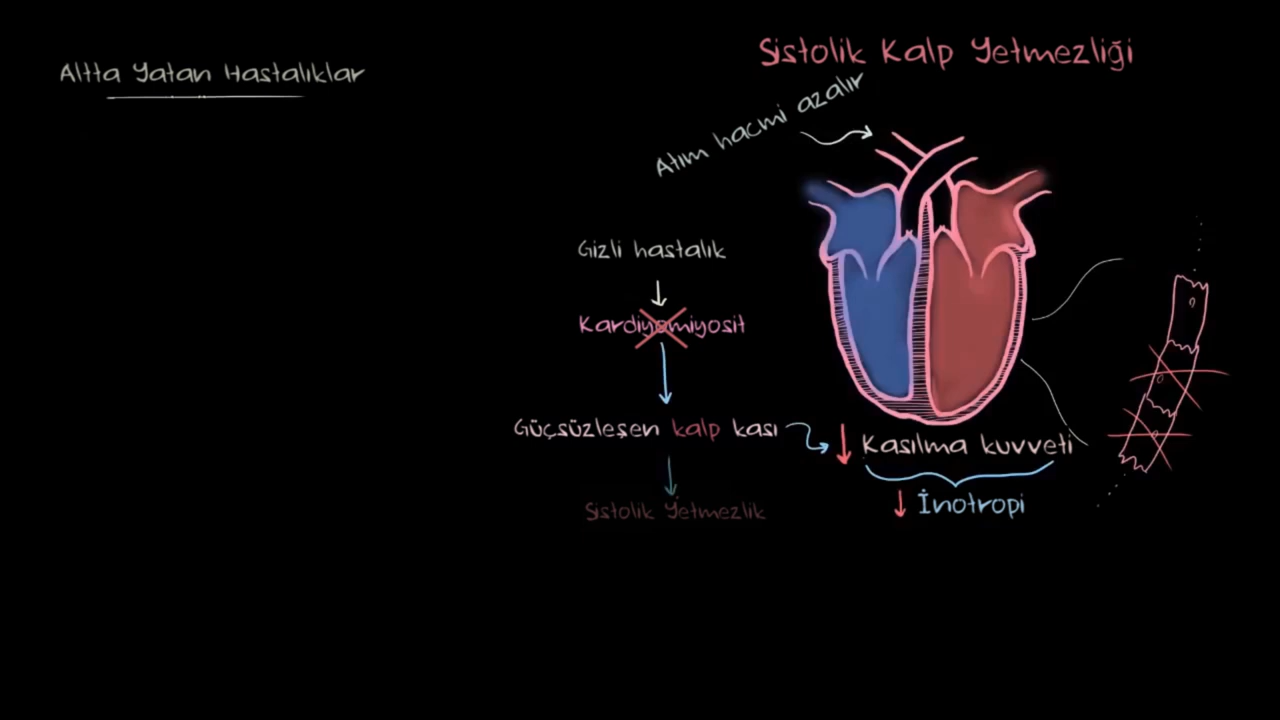 Sistolik Kalp Yetmezliği
Altta Yatan Hastalıklar
Atım hacmi azalır
Gizli hastalık
Kardiyomiyosit
Güçsüzleşen kalp kası
Kasılma kuvveti
İnotropi
Sistolik Yetmezlik